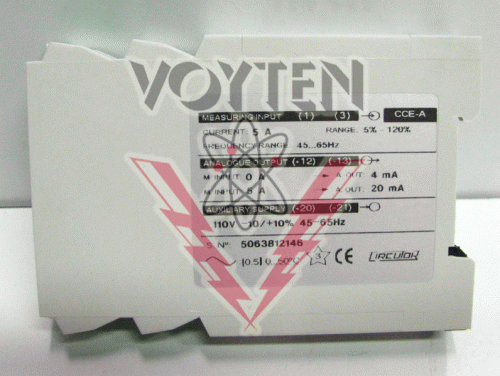 VOYTEN
MEASURING INPUT (1) (3) CCE-A
CURRENT: 5 A RANGE: 5% - 120%
FREQUENCY RANGE: 45...65Hz
ANALOGUE OUTPUT (-12) (-13)
M. INPUT: 0 A A. OUT: 4 mA
M. INPUT: 5 A A. OUT: 20 mA
AUXILIARY SUPPLY (-20) (-21)
110V -10/+10% 45-65Hz
S. Nº: 5063812146
|0.5| 0...50°C 3 CE CIRCUTOR